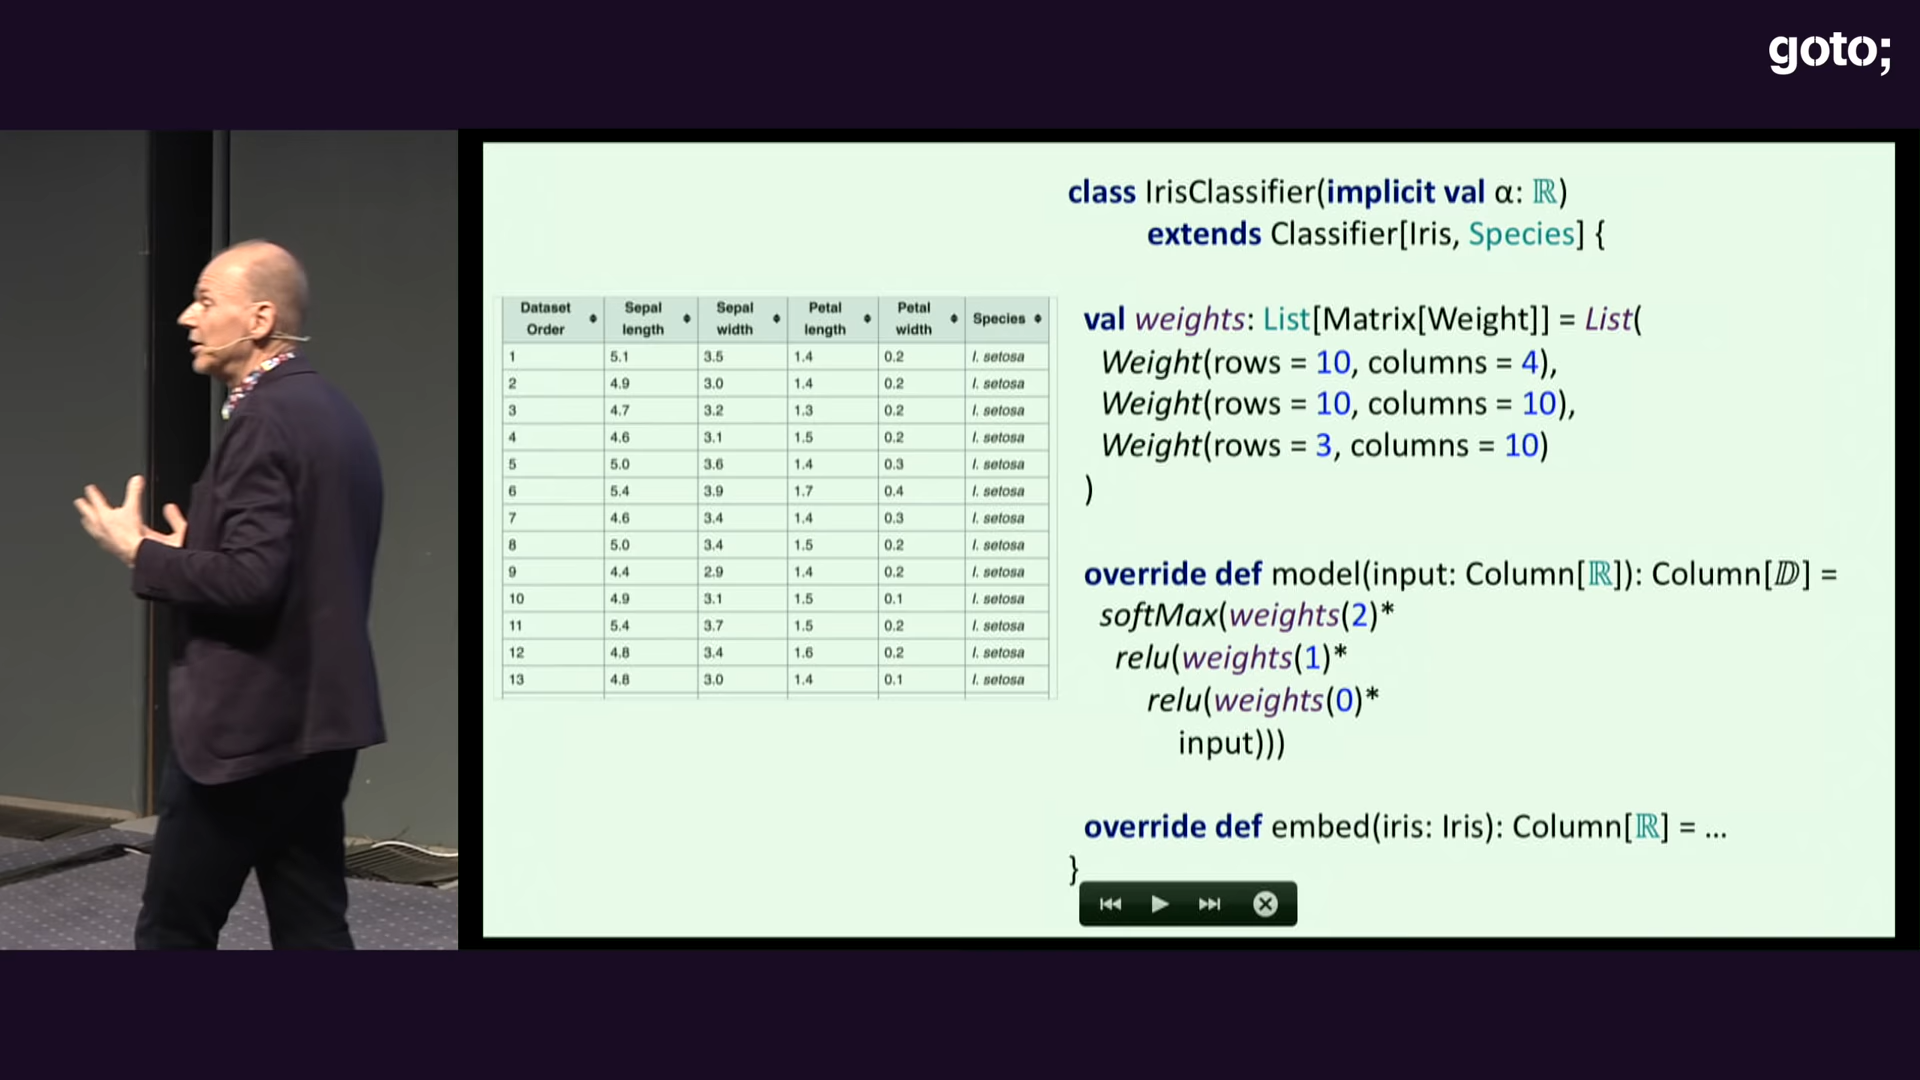 goto;
class IrisClassifier(implicit val α: ℝ)
extends Classifier[Iris, Species] {
val weights: List[Matrix[Weight]] = List(
Weight(rows = 10, columns = 4),
Weight(rows = 10, columns = 10),
Weight(rows = 3, columns = 10)
)
override def model(input: Column[ℝ]): Column[𝔻] =
softMax(weights(2)*
relu(weights(1)*
relu(weights(0)*
input)))
override def embed(iris: Iris): Column[ℝ] = ...
}
Dataset Order Sepal length Sepal width Petal length Petal width Species
1 5.1 3.5 1.4 0.2 I. setosa
2 4.9 3.0 1.4 0.2 I. setosa
3 4.7 3.2 1.3 0.2 I. setosa
4 4.6 3.1 1.5 0.2 I. setosa
5 5.0 3.6 1.4 0.3 I. setosa
6 5.4 3.9 1.7 0.4 I. setosa
7 4.6 3.4 1.4 0.3 I. setosa
8 5.0 3.4 1.5 0.2 I. setosa
9 4.4 2.9 1.4 0.2 I. setosa
10 4.9 3.1 1.5 0.1 I. setosa
11 5.4 3.7 1.5 0.2 I. setosa
12 4.8 3.4 1.6 0.2 I. setosa
13 4.8 3.0 1.4 0.1 I. setosa